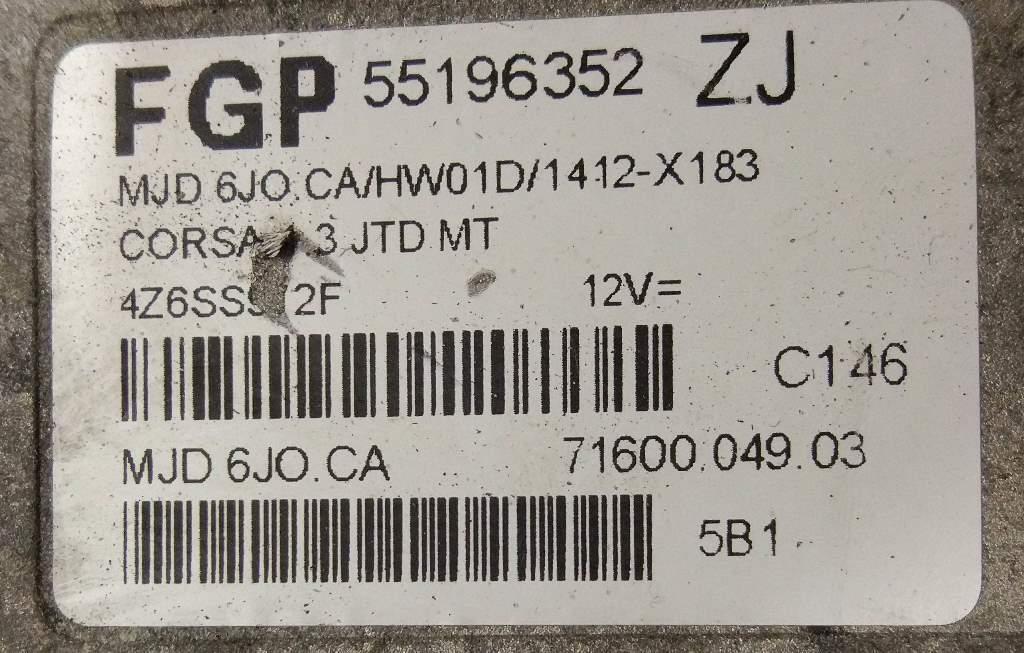 FGP 55196352 ZJ
MJD 6JO.CA/HW01D/1412-X183
CORSA JTD MT
12V=
C146
MJD 6JO.CA 71600.049.03
5B1